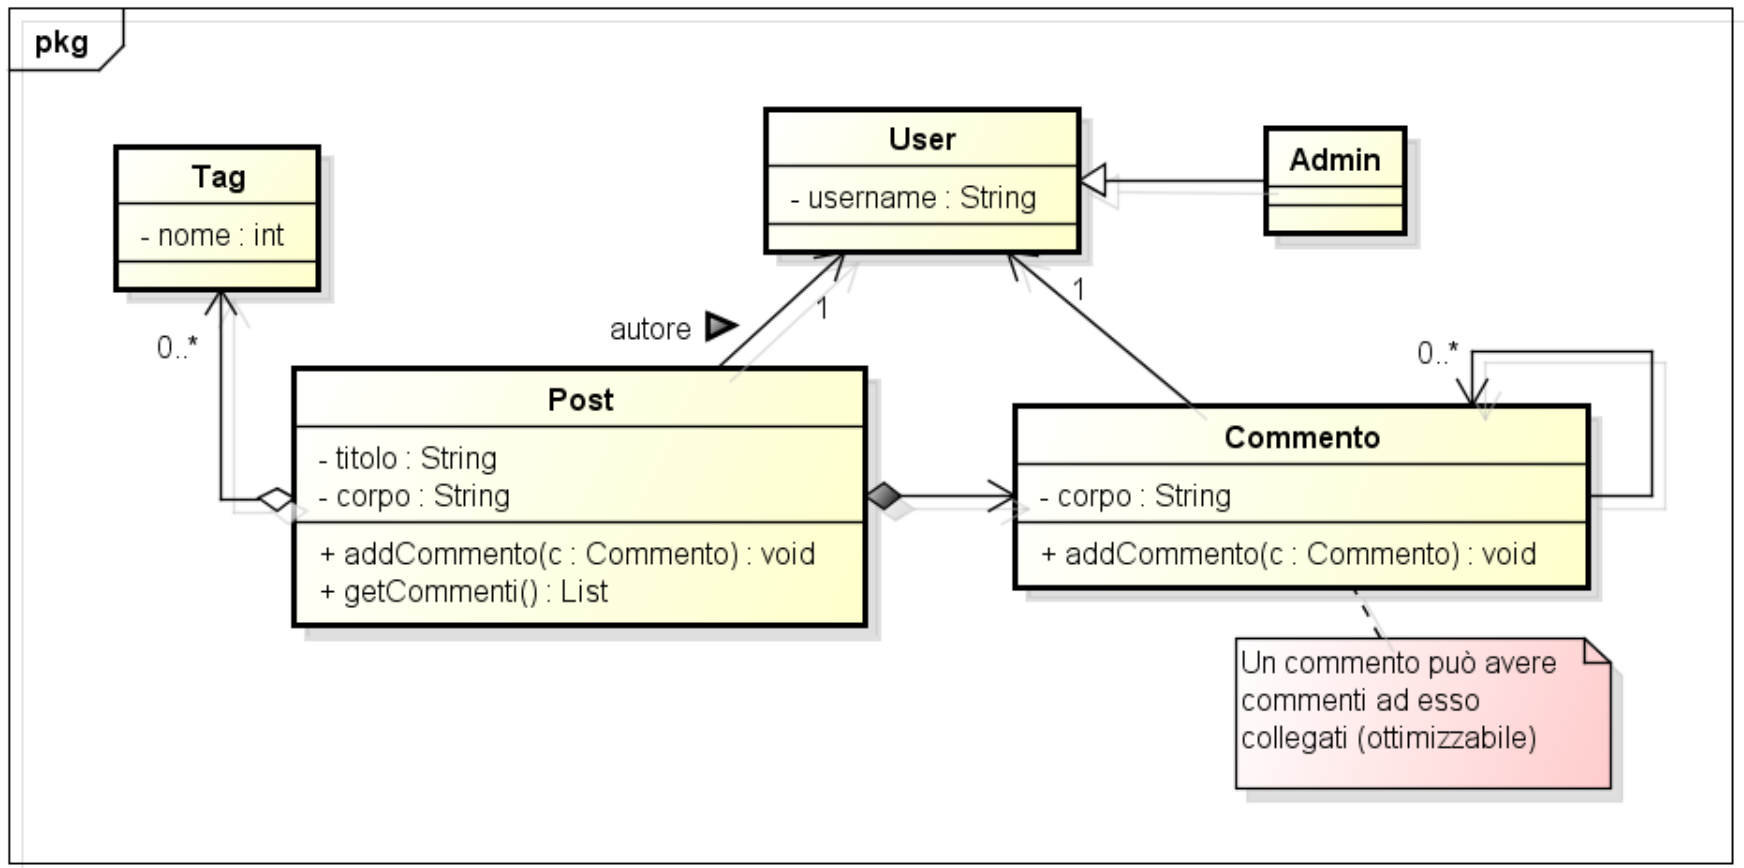 pkg
User
- username : String
Admin
Tag
- nome : int
0..*
autore
1
1
Post
- titolo : String
- corpo : String
+ addCommento(c : Commento) : void
+ getCommenti() : List
0..*
Commento
- corpo : String
+ addCommento(c : Commento) : void
Un commento può avere
commenti ad esso
collegati (ottimizzabile)